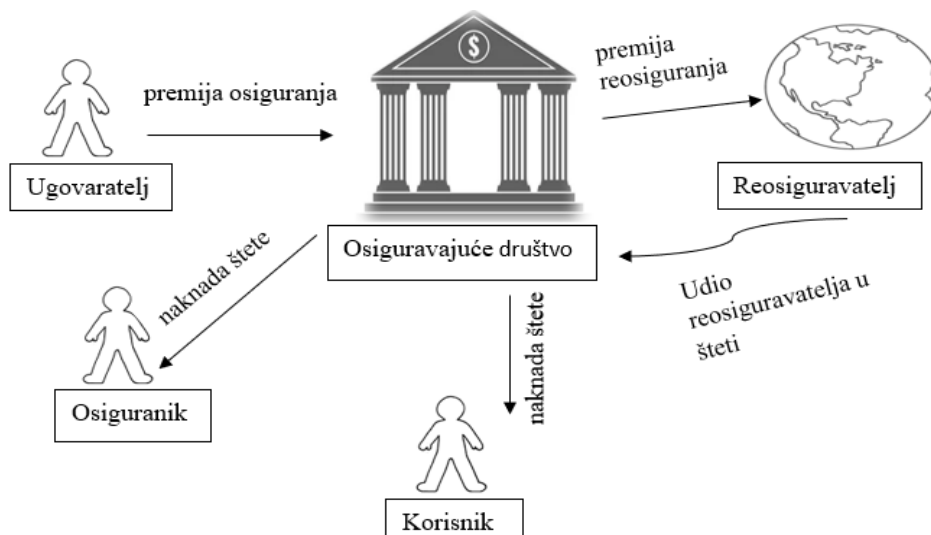 premija osiguranja
$
premija
reosiguranja
Ugovaratelj
Reosiguravatelj
Osiguravajuće društvo
naknada štete
Udio
reosiguravatelja u
šteti
naknada štete
Osiguranik
Korisnik